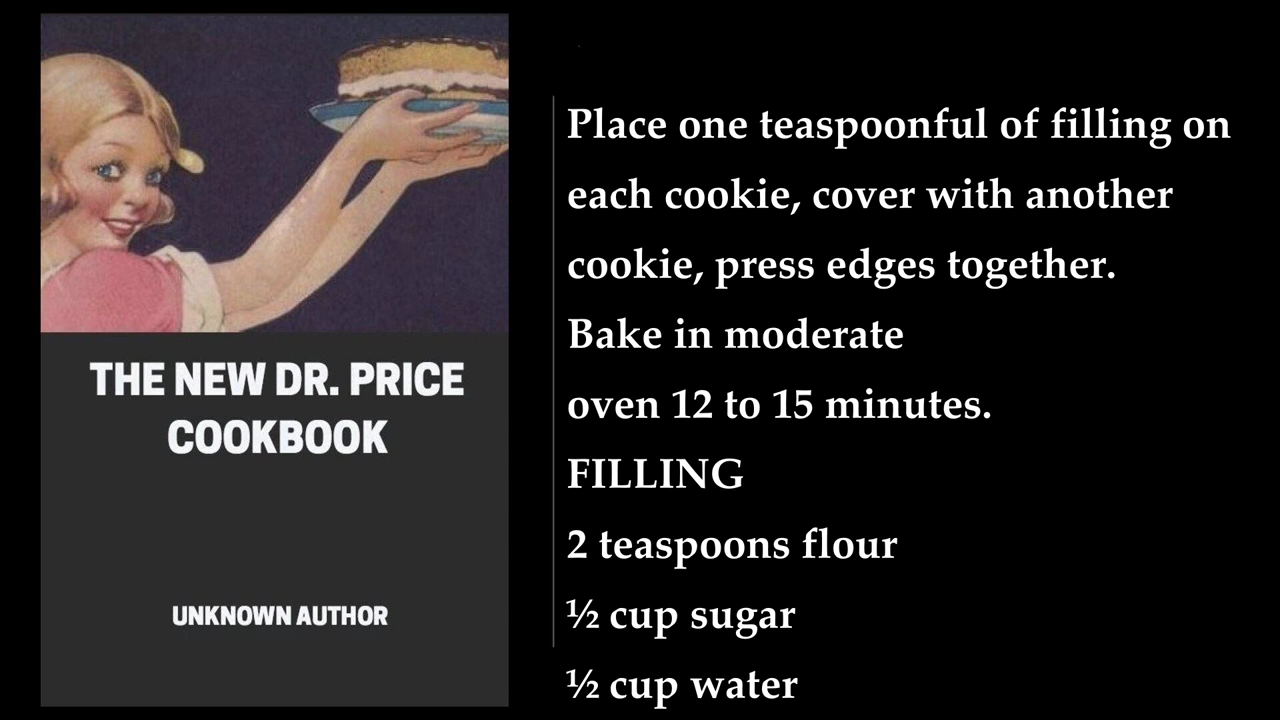 THE NEW DR. PRICE
COOKBOOK
UNKNOWN AUTHOR
Place one teaspoonful of filling on
each cookie, cover with another
cookie, press edges together.
Bake in moderate
oven 12 to 15 minutes.
FILLING
2 teaspoons flour
½ cup sugar
½ cup water